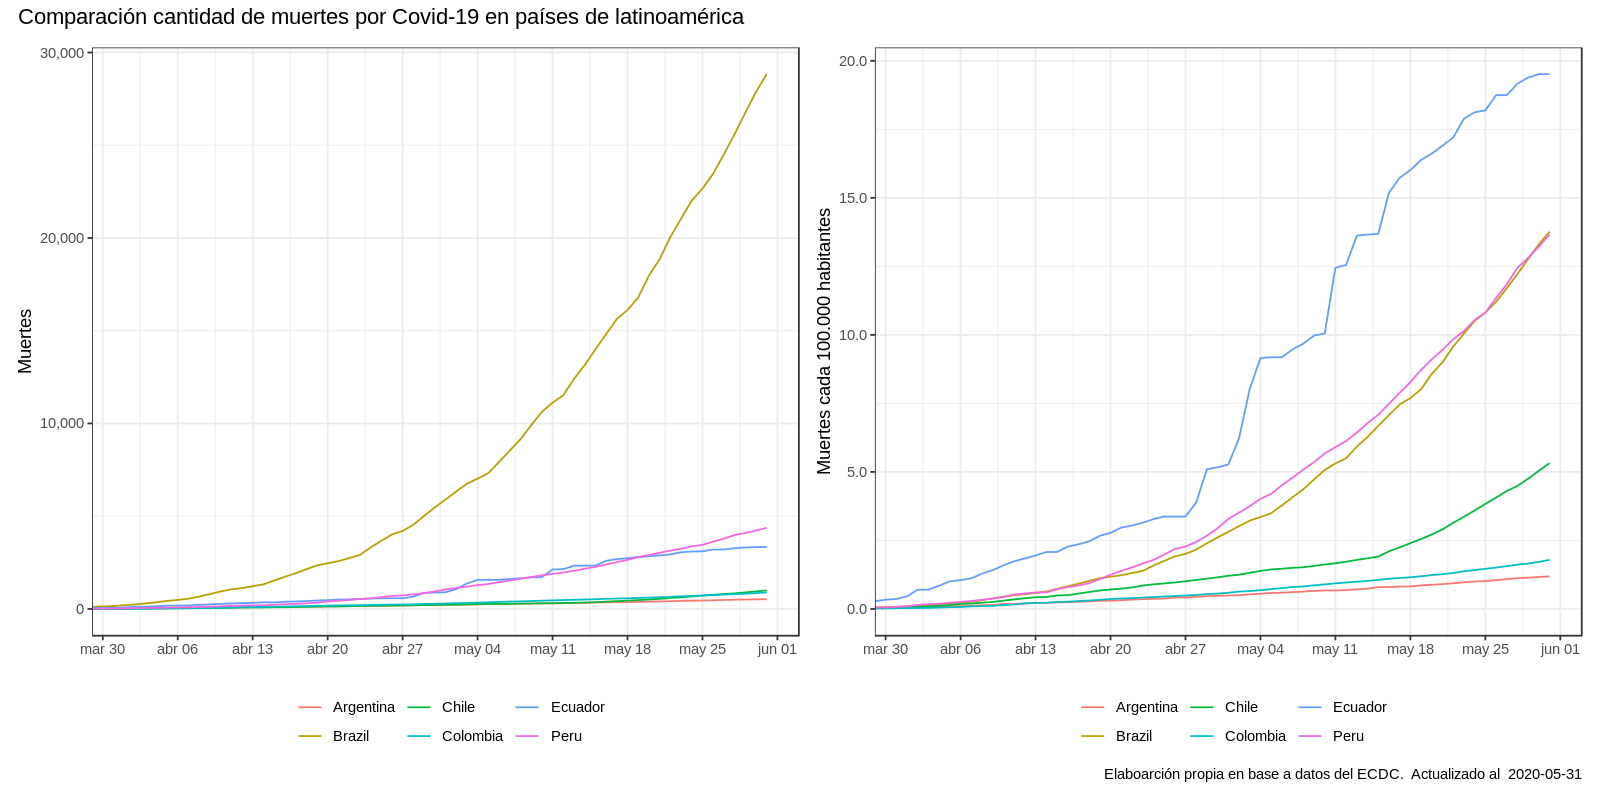 Comparación cantidad de muertes por Covid-19 en países de latinoamérica
30,000
20,000
10,000
0
Muertes
mar 30 abr 06 abr 13 abr 20 abr 27 may 04 may 11 may 18 may 25 jun 01
Argentina Chile Ecuador
Brazil Colombia Peru
20.0
15.0
10.0
5.0
0.0
Muertes cada 100.000 habitantes
mar 30 abr 06 abr 13 abr 20 abr 27 may 04 may 11 may 18 may 25 jun 01
Argentina Chile Ecuador
Brazil Colombia Peru
Elaboarción propia en base a datos del ECDC. Actualizado al 2020-05-31